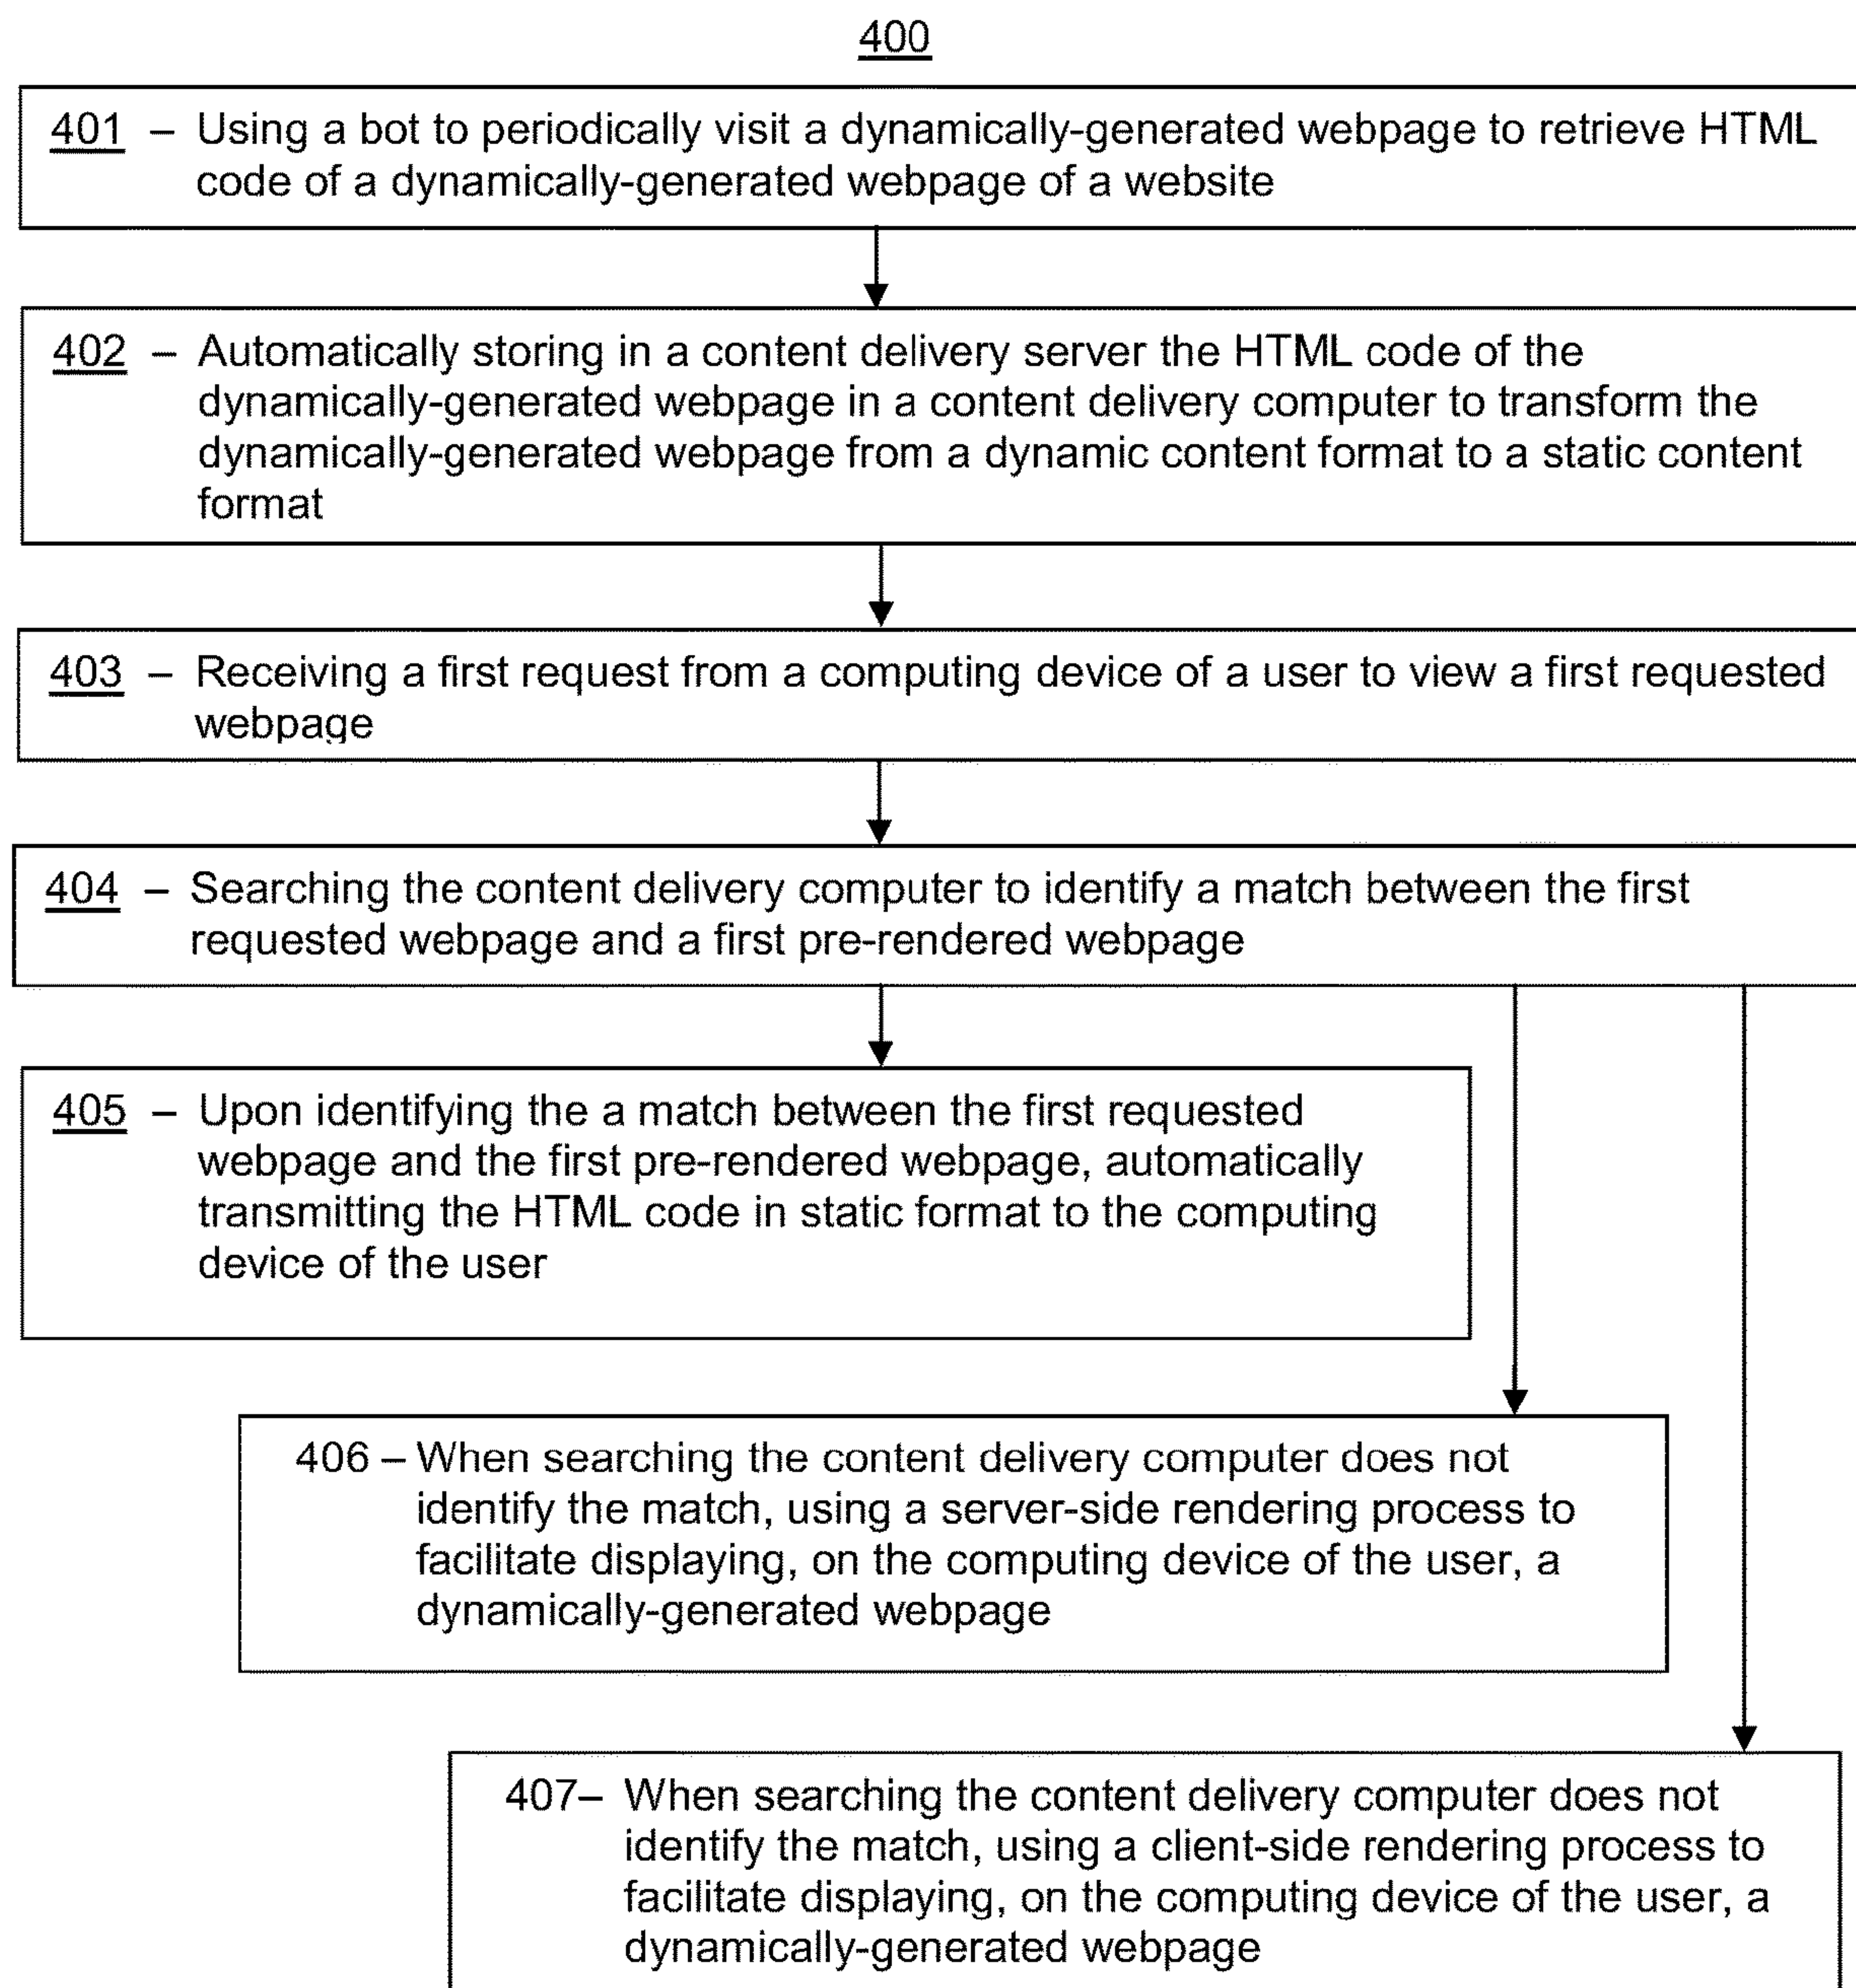 400
401 – Using a bot to periodically visit a dynamically-generated webpage to retrieve HTML
code of a dynamically-generated webpage of a website
402 – Automatically storing in a content delivery server the HTML code of the
dynamically-generated webpage in a content delivery computer to transform the
dynamically-generated webpage from a dynamic content format to a static content
format
403 – Receiving a first request from a computing device of a user to view a first requested
webpage
404 – Searching the content delivery computer to identify a match between the first
requested webpage and a first pre-rendered webpage
405 – Upon identifying the a match between the first requested
webpage and the first pre-rendered webpage, automatically
transmitting the HTML code in static format to the computing
device of the user
406 – When searching the content delivery computer does not
identify the match, using a server-side rendering process to
facilitate displaying, on the computing device of the user, a
dynamically-generated webpage
407– When searching the content delivery computer does not
identify the match, using a client-side rendering process to
facilitate displaying, on the computing device of the user, a
dynamically-generated webpage